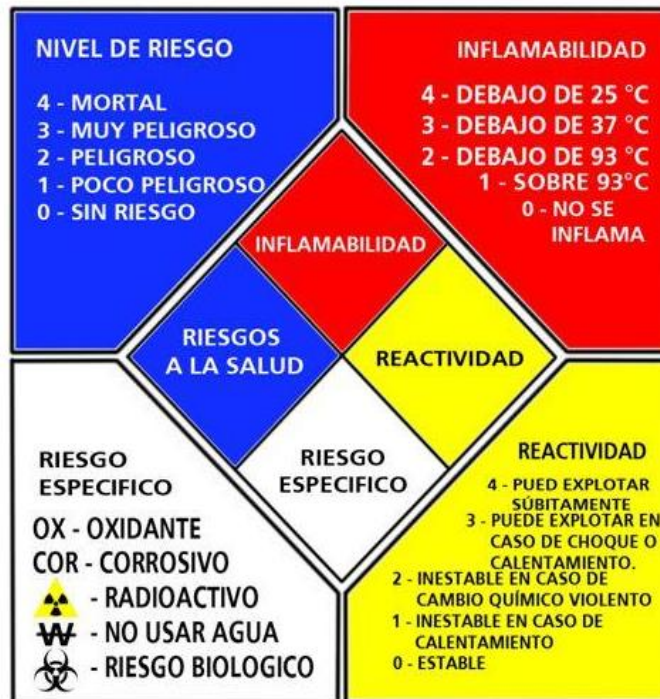 NIVEL DE RIESGO
4 - MORTAL
3 - MUY PELIGROSO
2 - PELIGROSO
1 - POCO PELIGROSO
0 - SIN RIESGO
INFLAMABILIDAD
4 - DEBAJO DE 25 °C
3 - DEBAJO DE 37 °C
2 - DEBAJO DE 93 °C
1 - SOBRE 93°C
0 - NO SE
INFLAMA
INFLAMABILIDAD
RIESGOS
A LA SALUD
REACTIVIDAD
RIESGO
ESPECIFICO
RIESGO
ESPECIFICO
OX - OXIDANTE
COR - CORROSIVO
- RADIOACTIVO
W - NO USAR AGUA
- RIESGO BIOLOGICO
REACTIVIDAD
4 - PUED EXPLOTAR
SÚBITAMENTE
3 - PUEDE EXPLOTAR EN
CASO DE CHOQUE O
CALENTAMIENTO.
2 - INESTABLE EN CASO DE
CAMBIO QUÍMICO VIOLENTO
1 - INESTABLE EN CASO DE
CALENTAMIENTO
0 - ESTABLE